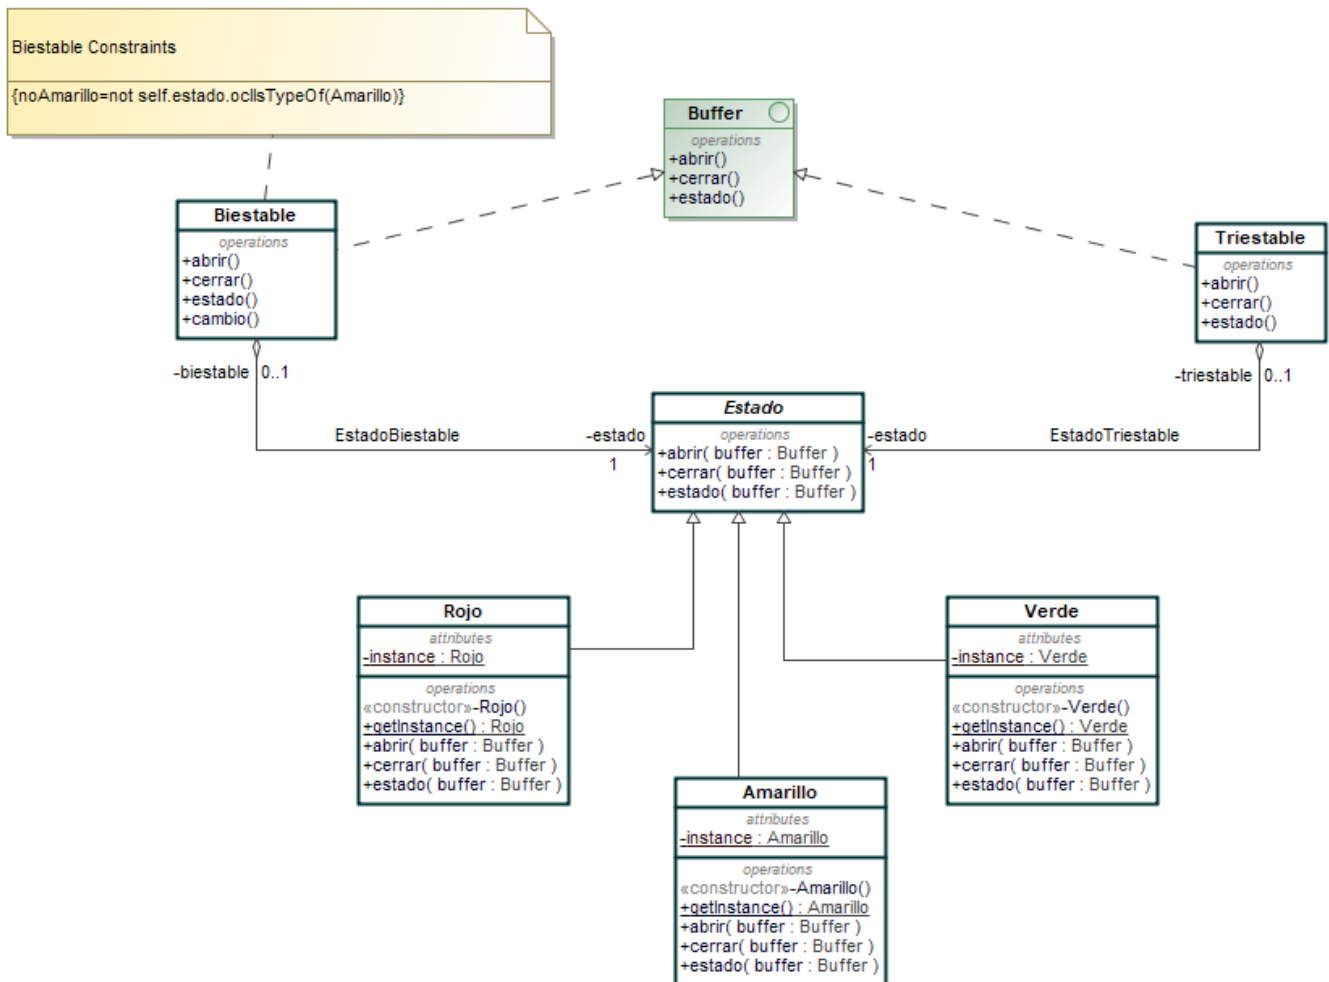 Biestable Constraints
{noAmarillo=not self.estado.oclIsTypeOf(Amarillo)}
Buffer
operations
+abrir()
+cerrar()
+estado()
Biestable
operations
+abrir()
+cerrar()
+estado()
+cambio()
Triestable
operations
+abrir()
+cerrar()
+estado()
-biestable 0..1
-triestable 0..1
EstadoBiestable
-estado
1
Estado
operations
+abrir( buffer : Buffer )
+cerrar( buffer : Buffer )
+estado( buffer : Buffer )
-estado
1
EstadoTriestable
Rojo
attributes
-instance : Rojo
operations
«constructor»-Rojo()
+getInstance() : Rojo
+abrir( buffer : Buffer )
+cerrar( buffer : Buffer )
+estado( buffer : Buffer )
Verde
attributes
-instance : Verde
operations
«constructor»-Verde()
+getInstance() : Verde
+abrir( buffer : Buffer )
+cerrar( buffer : Buffer )
+estado( buffer : Buffer )
Amarillo
attributes
-instance : Amarillo
operations
«constructor»-Amarillo()
+getInstance() : Amarillo
+abrir( buffer : Buffer )
+cerrar( buffer : Buffer )
+estado( buffer : Buffer )